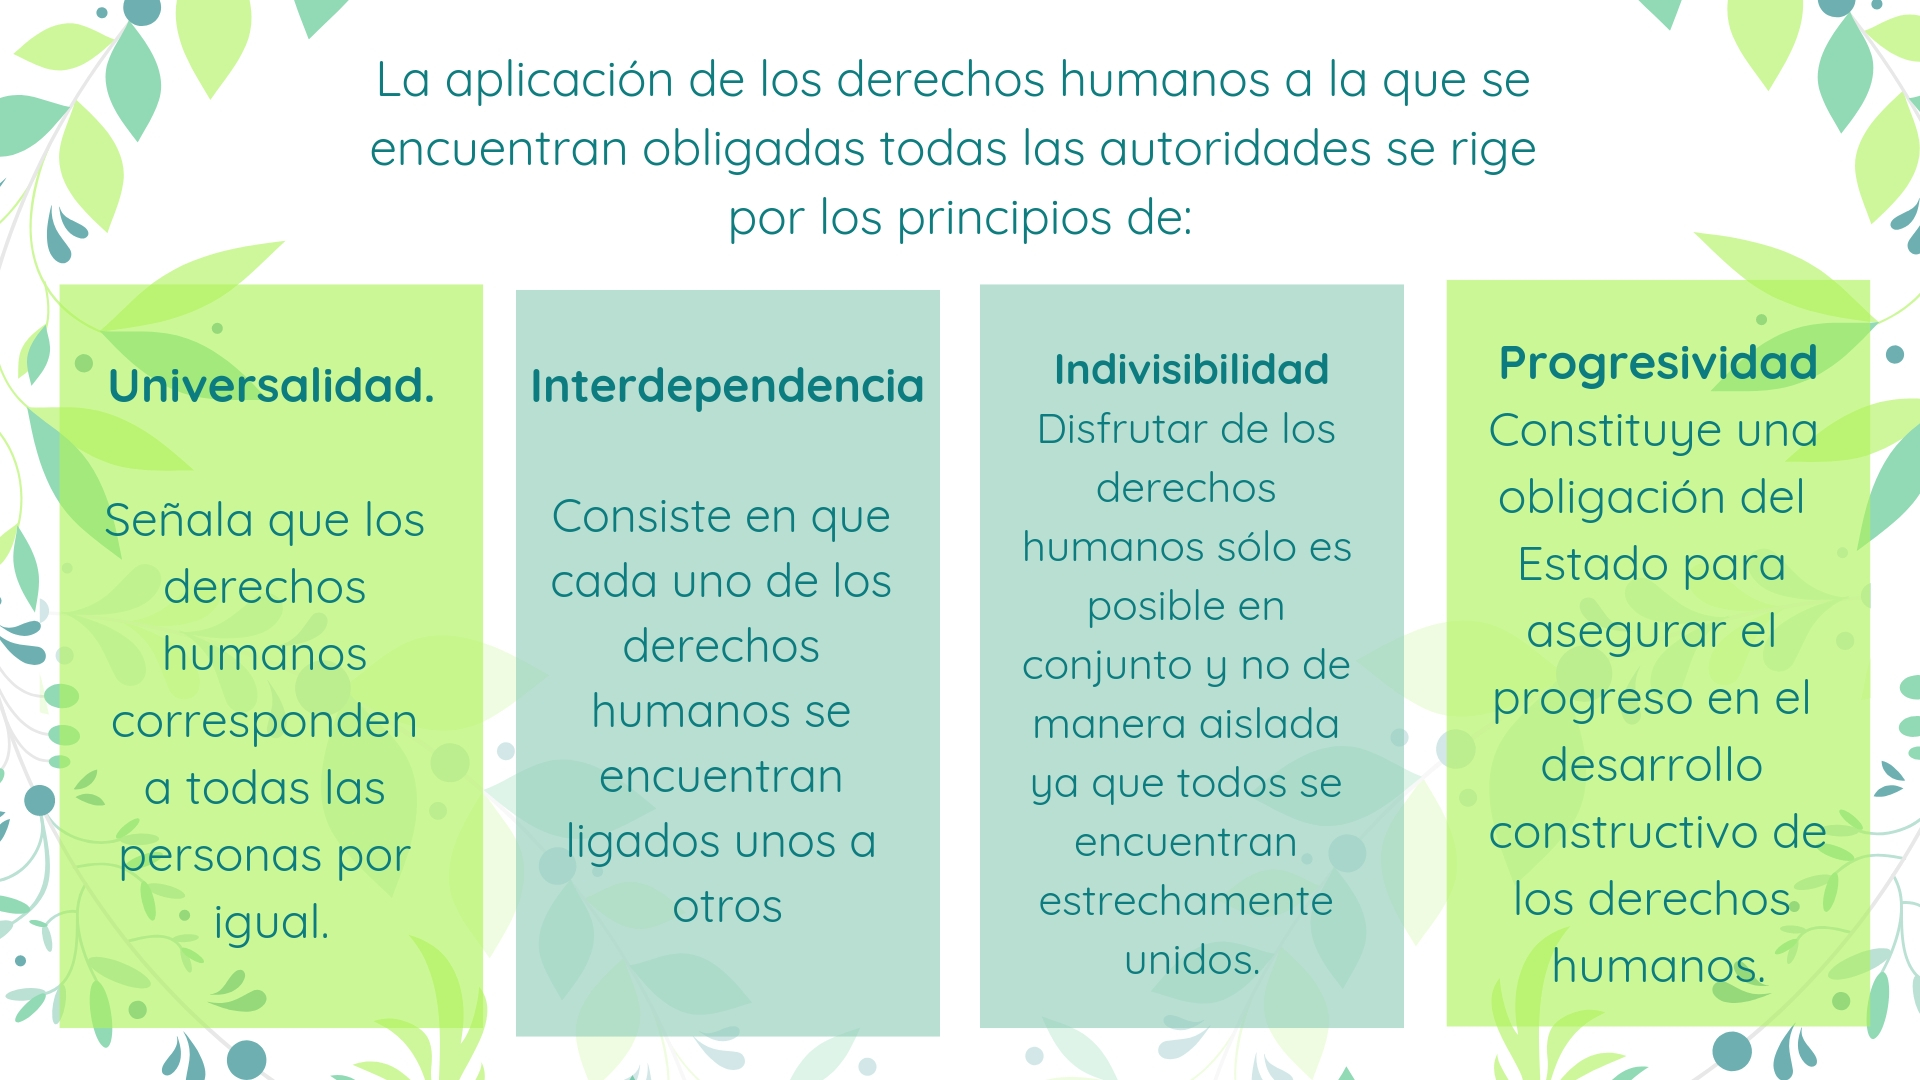 La aplicación de los derechos humanos a la que se
encuentran obligadas todas las autoridades se rige
por los principios de:
Universalidad.
Señala que los
derechos
humanos
corresponden
a todas las
personas por
igual.
Interdependencia
Consiste en que
cada uno de los
derechos
humanos se
encuentran
ligados unos a
otros
Indivisibilidad
Disfrutar de los
derechos
humanos sólo es
posible en
conjunto y no de
manera aislada
ya que todos se
encuentran
estrechamente
unidos.
Progresividad
Constituye una
obligación del
Estado para
asegurar el
progreso en el
desarrollo
constructivo de
los derechos
humanos.